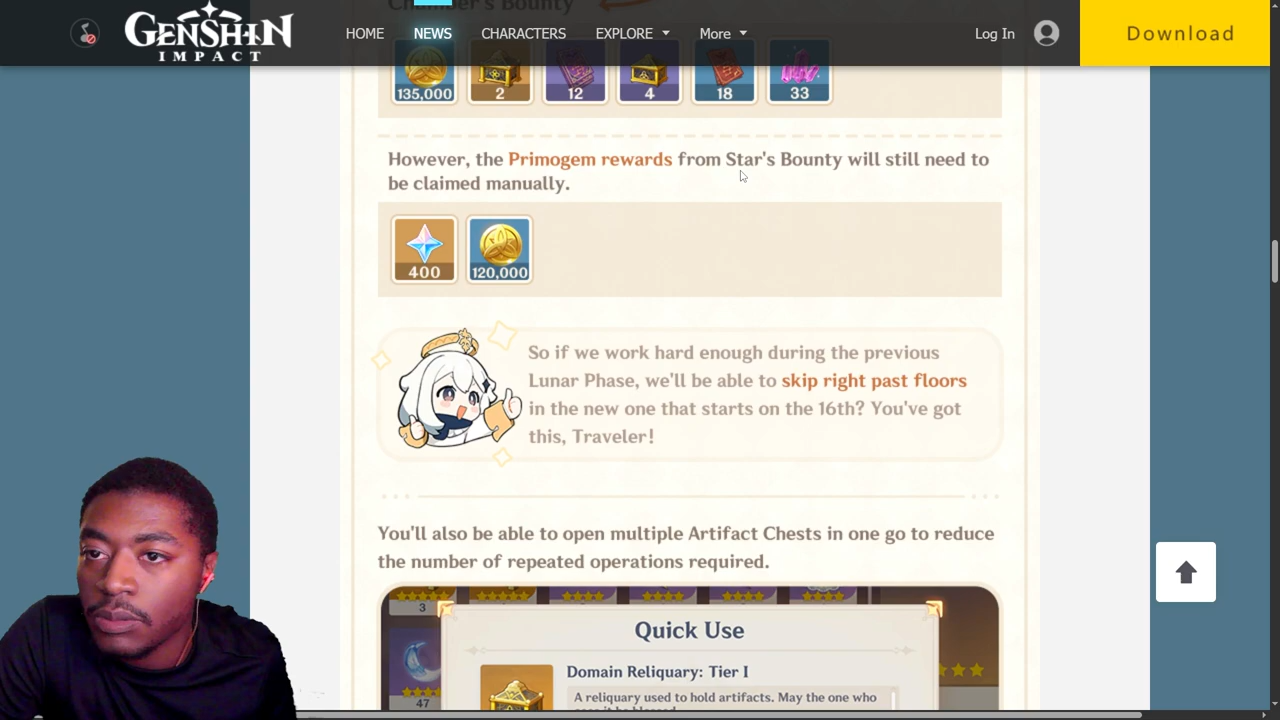 Chamber's Bounty
GENSHIN
IMPACT
HOME
NEWS
CHARACTERS
EXPLORE
More
Log In
Download
135,000
2
12
4
18
33
However, the Primogem rewards from Star's Bounty will still need to
be claimed manually.
400
120,000
So if we work hard enough during the previous
Lunar Phase, we'll be able to skip right past floors
in the new one that starts on the 16th? You've got
this, Traveler!
You'll also be able to open multiple Artifact Chests in one go to reduce
the number of repeated operations required.
3
Quick Use
Domain Reliquary: Tier I
A reliquary used to hold artifacts. May the one who
47